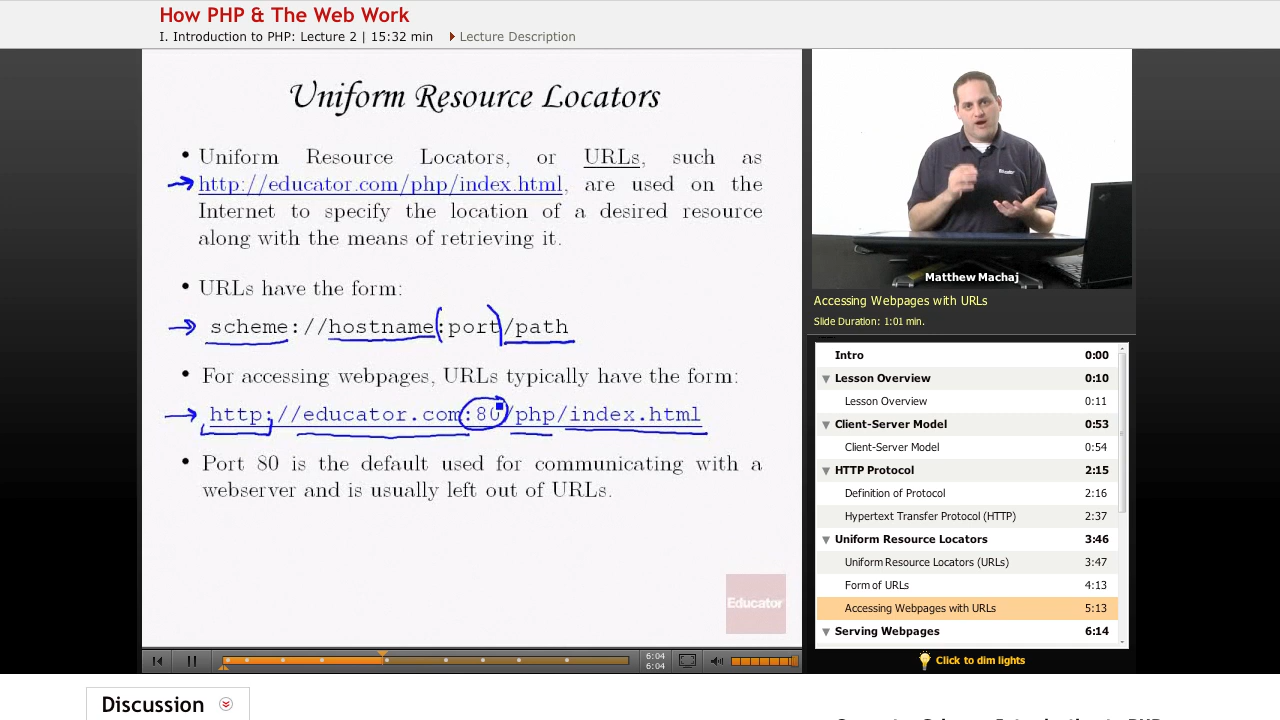 How PHP & The Web Work
I. Introduction to PHP: Lecture 2 | 15:32 min
Lecture Description
Uniform Resource Locators
• Uniform Resource Locators, or URLs, such as
http://educator.com/php/index.html, are used on the
Internet to specify the location of a desired resource
along with the means of retrieving it.
• URLs have the form:
scheme://hostname(:port)/path
• For accessing webpages, URLs typically have the form:
http://educator.com:80/php/index.html
• Port 80 is the default used for communicating with a
webserver and is usually left out of URLs.
Educator
6:04
6:04
Matthew Machaj
Accessing Webpages with URLs
Slide Duration: 1:01 min.
Intro 0:00
Lesson Overview 0:10
Lesson Overview 0:11
Client-Server Model 0:53
Client-Server Model 0:54
HTTP Protocol 2:15
Definition of Protocol 2:16
Hypertext Transfer Protocol (HTTP) 2:37
Uniform Resource Locators 3:46
Uniform Resource Locators (URLs) 3:47
Form of URLs 4:13
Accessing Webpages with URLs 5:13
Serving Webpages 6:14
Click to dim lights
Discussion